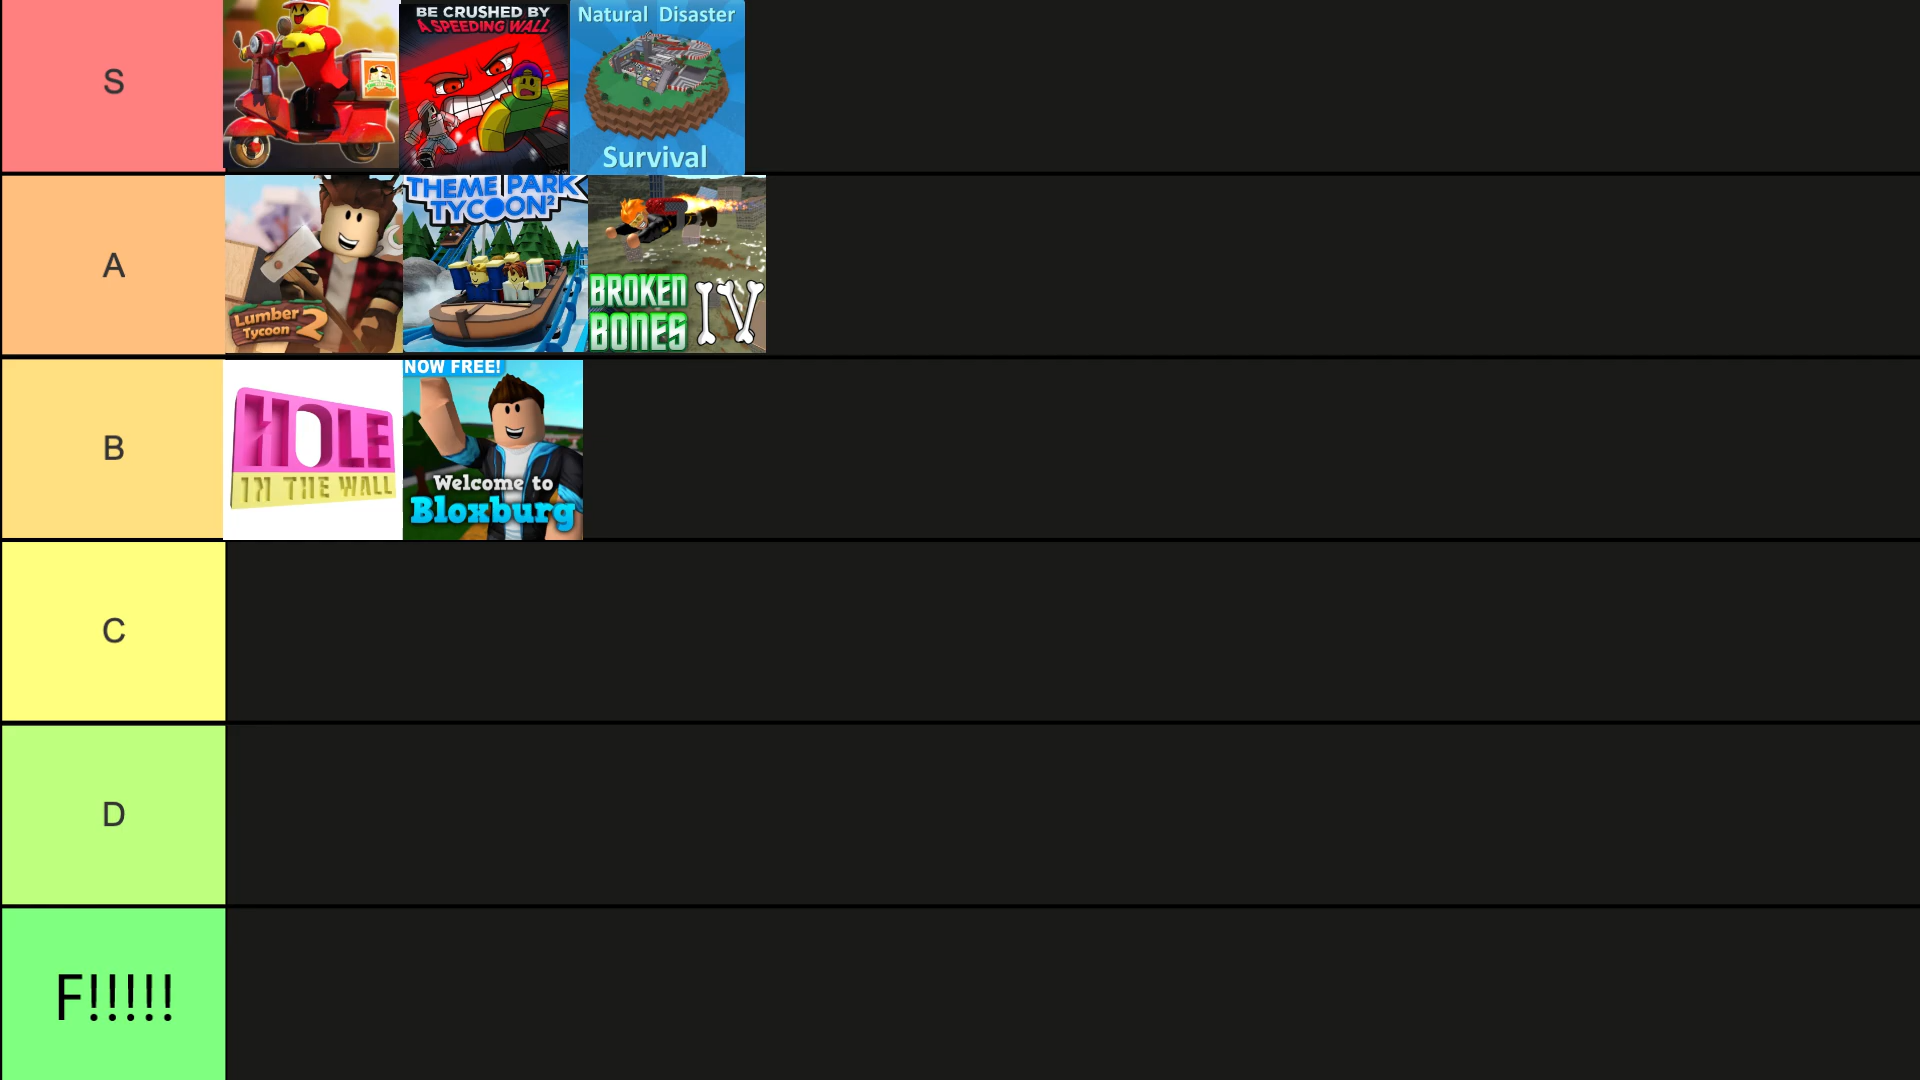 S
BE CRUSHED BY
A SPEEDING WALL
Natural Disaster
Survival
A
Lumber
Tycoon 2
THEME PARK
TYCOON 2
BROKEN
BONES IV
B
HOLE
IN THE WALL
NOW FREE!
Welcome to
Bloxburg
C
D
F!!!!!